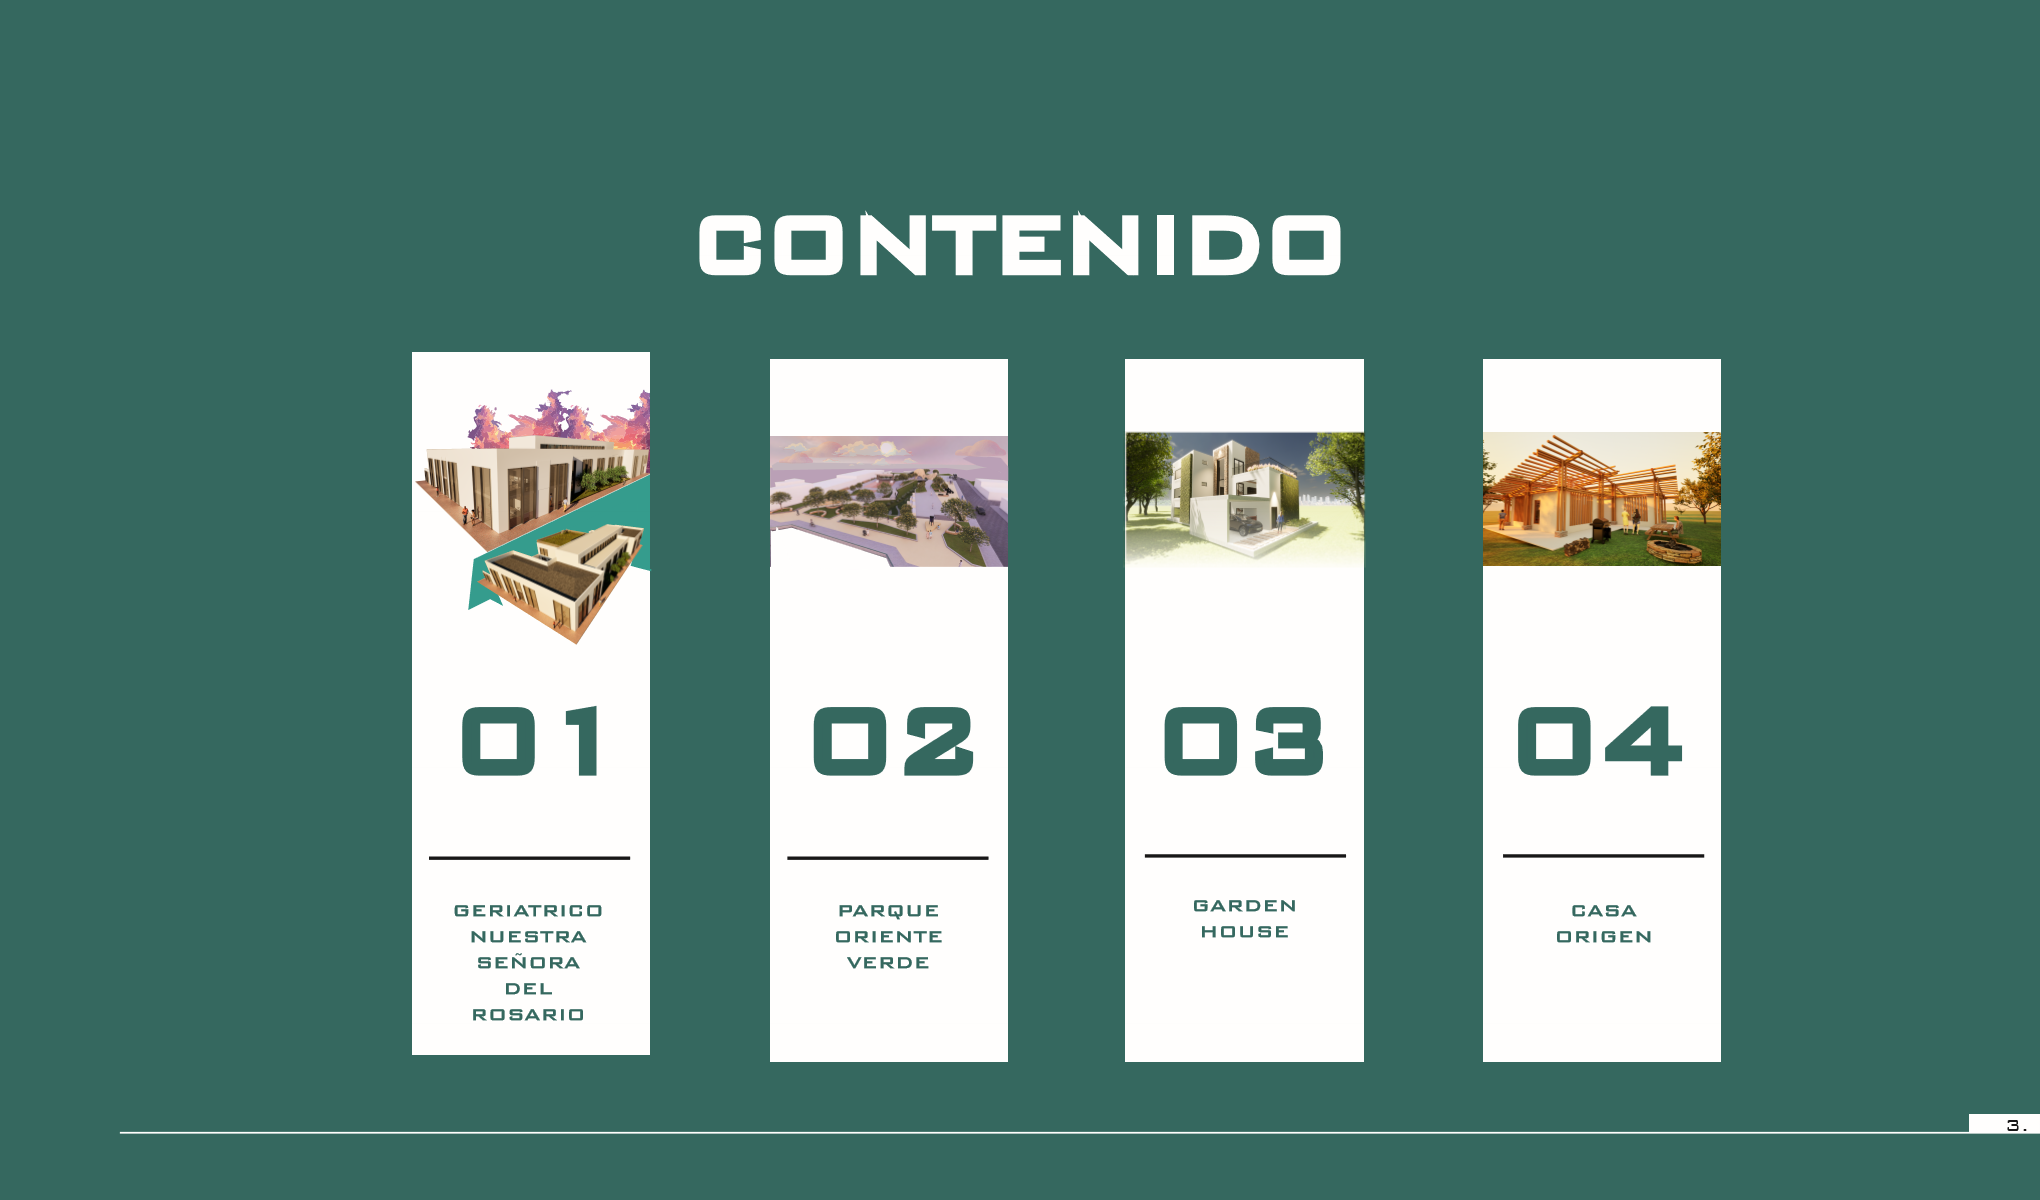 CONTENIDO
01
GERIATRICO
NUESTRA
SEÑORA
DEL
ROSARIO
02
PARQUE
ORIENTE
VERDE
03
GARDEN
HOUSE
04
CASA
ORIGEN
3.